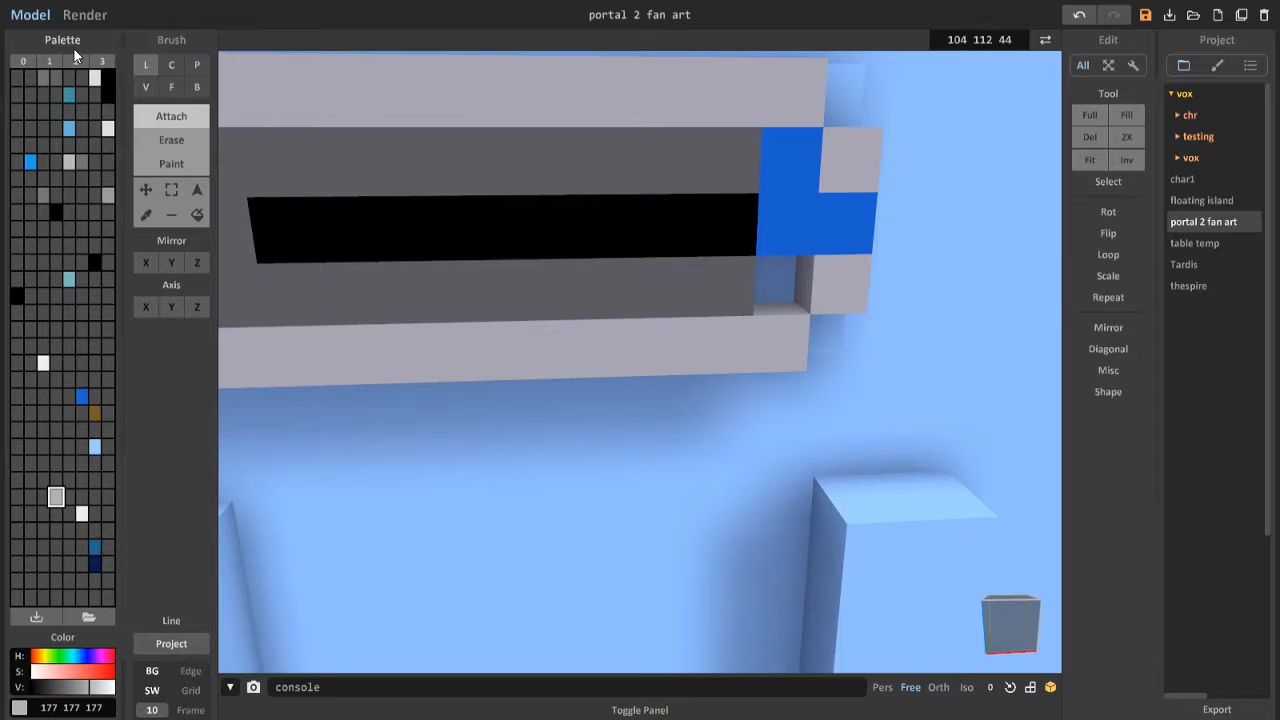 Model Render
portal 2 fan art
Palette
Brush
104 112 44
Edit
Project
0 1 2 3
L C P
V F B
All
vox
chr
testing
vox
char1
floating island
portal 2 fan art
table temp
Tardis
thespire
Attach
Erase
Paint
Mirror
X Y Z
Axis
X Y Z
Tool
Full Fill
Del 2X
Fit Inv
Select
Rot
Flip
Loop
Scale
Repeat
Mirror
Diagonal
Misc
Shape
Line
Project
BG Edge
SW Grid
10 Frame
Color
H:
S:
V:
177 177 177
console
Pers Free Orth Iso 0
Toggle Panel
Export